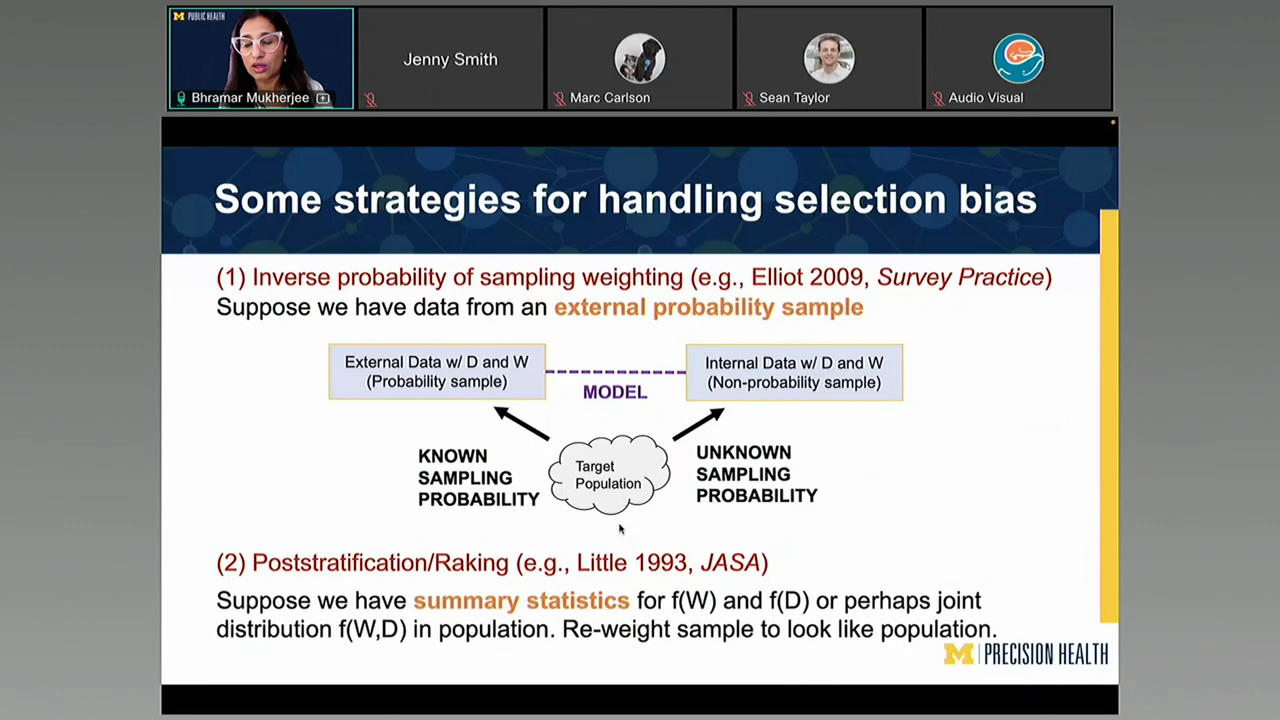 M PUBLIC HEALTH
Bhramar Mukherjee
Jenny Smith
Marc Carlson
Sean Taylor
Audio Visual
Some strategies for handling selection bias
(1) Inverse probability of sampling weighting (e.g., Elliot 2009, Survey Practice)
Suppose we have data from an external probability sample
External Data w/ D and W
(Probability sample)
MODEL
Internal Data w/ D and W
(Non-probability sample)
KNOWN
SAMPLING
PROBABILITY
Target
Population
UNKNOWN
SAMPLING
PROBABILITY
(2) Poststratification/Raking (e.g., Little 1993, JASA)
Suppose we have summary statistics for f(W) and f(D) or perhaps joint
distribution f(W,D) in population. Re-weight sample to look like population.
M | PRECISION HEALTH